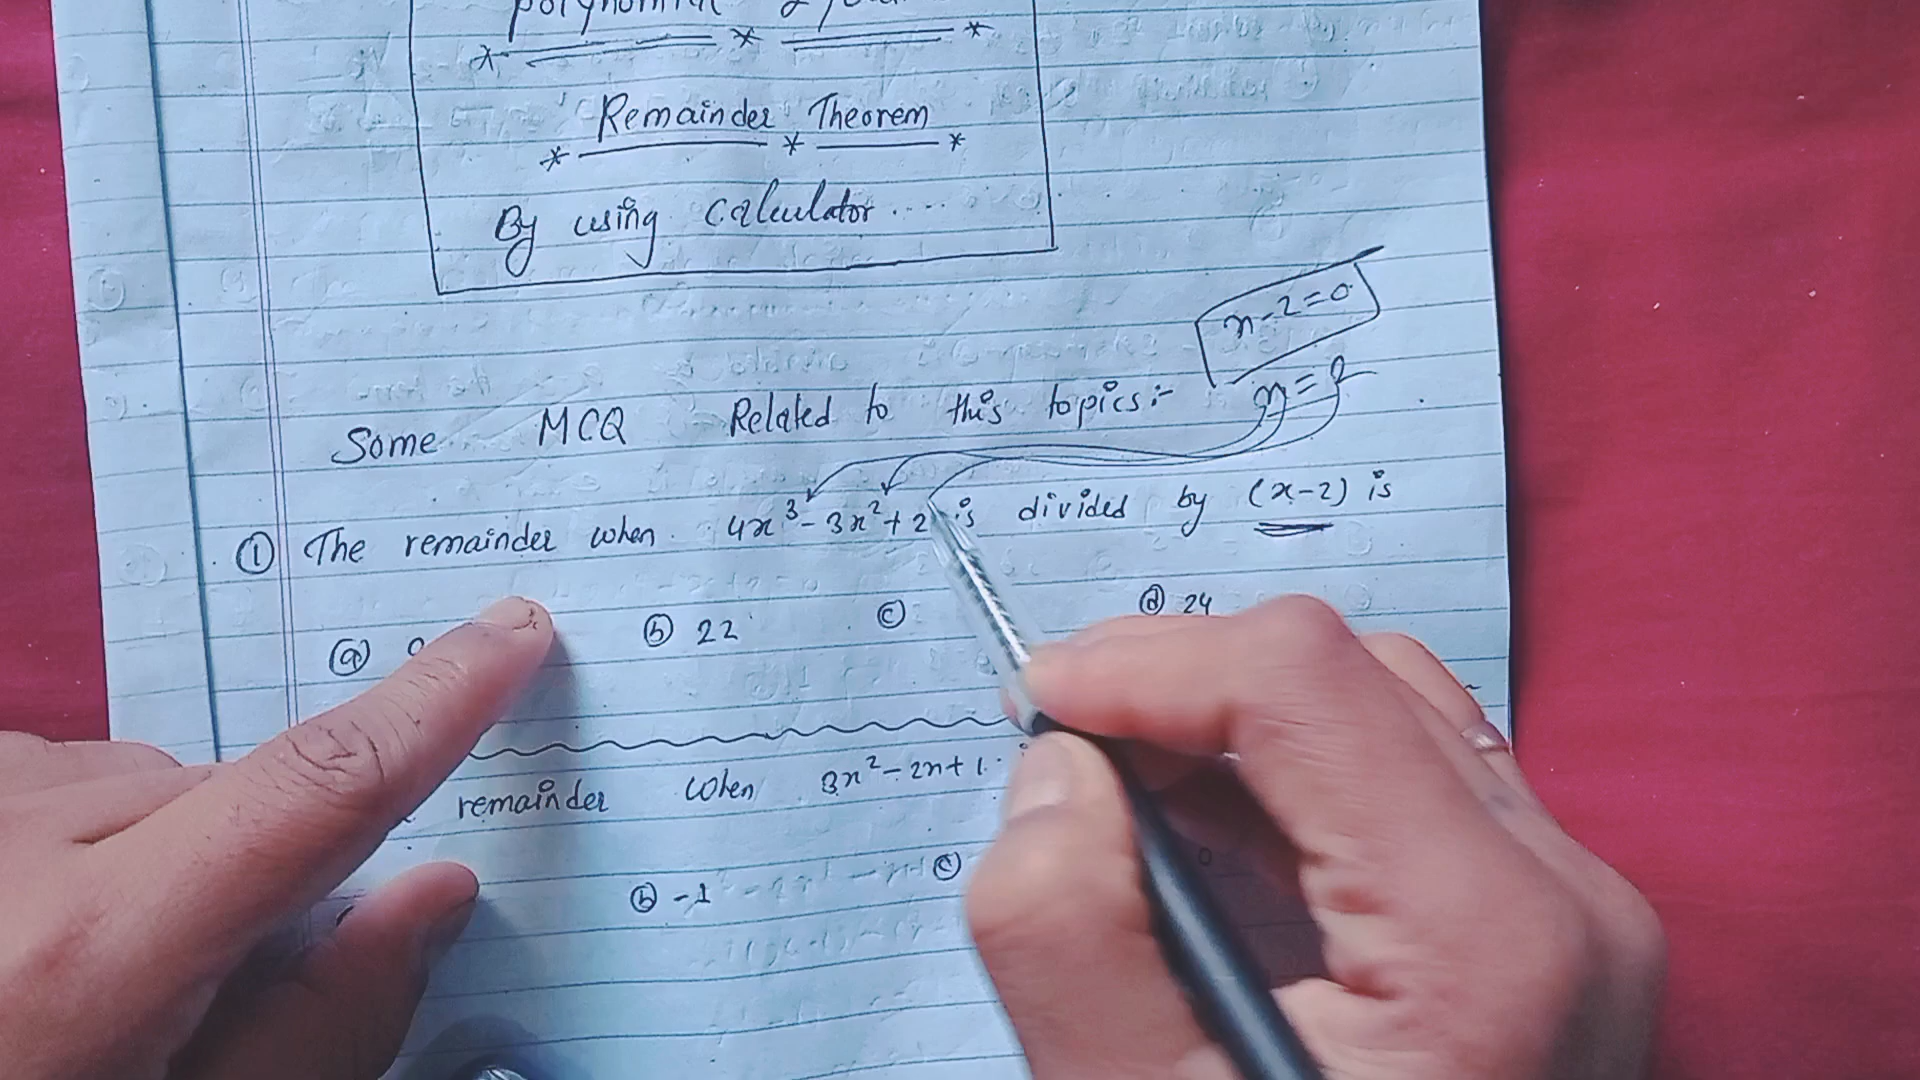 * * *
Remainder Theorem
* * *
By using Calculator ....
x-2=0
x=2
Some MCQ Related to this topics:-
① The remainder when 4x³-3x²+2 is divided by (x-2) is
ⓐ ⓑ 22 ⓒ ⓓ 24
remainder when 3x²-2x+1
ⓑ -1 ⓒ